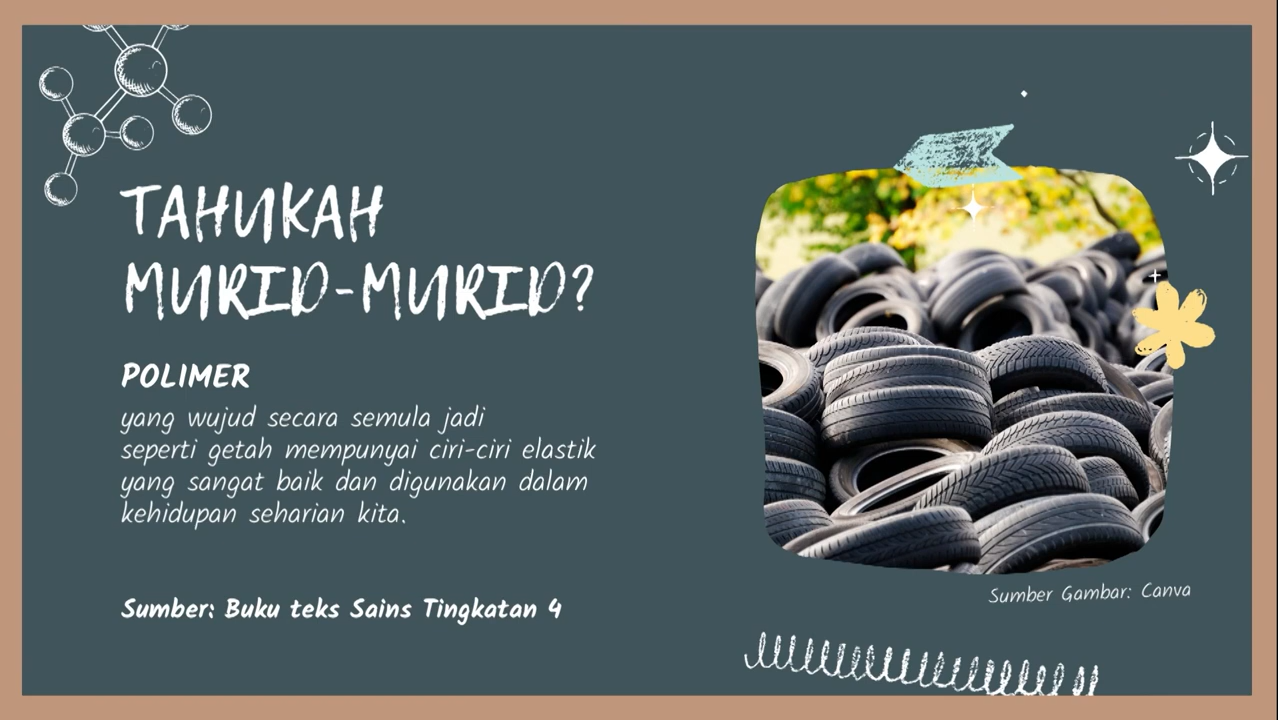 TAHUKAH
MURID-MURID?
POLIMER
yang wujud secara semula jadi
seperti getah mempunyai ciri-ciri elastik
yang sangat baik dan digunakan dalam
kehidupan seharian kita.
Sumber: Buku teks Sains Tingkatan 4
Sumber Gambar: Canva